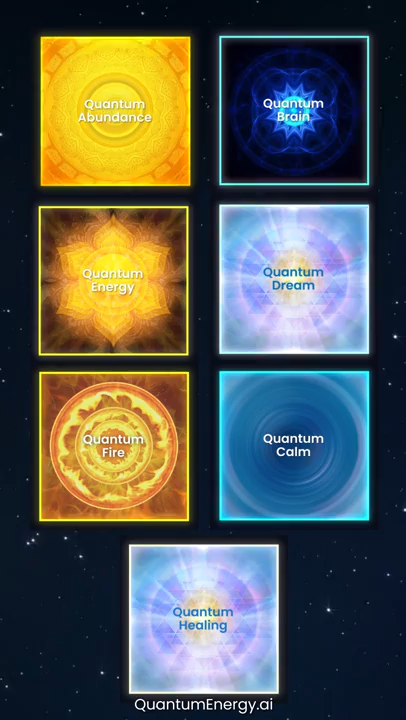 Quantum
Abundance
Quantum
Brain
Quantum
Energy
Quantum
Dream
Quantum
Fire
Quantum
Calm
Quantum
Healing
QuantumEnergy.ai